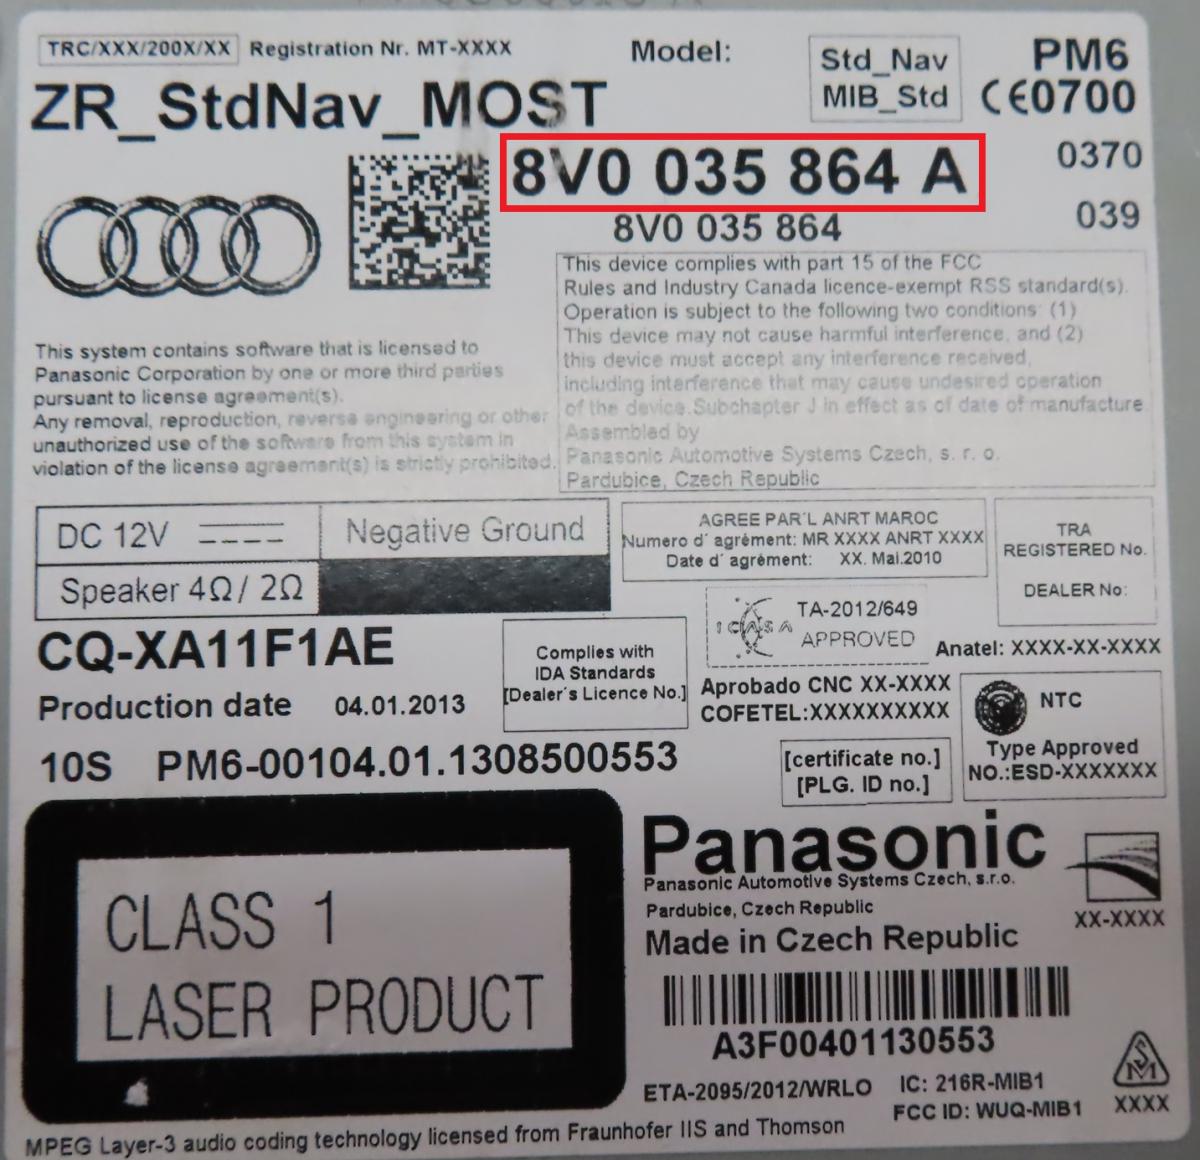 TRC/XXX/200X/XX Registration Nr. MT-XXXX
Model:
Std_Nav
MIB_Std
PM6
CE0700
ZR_StdNav_MOST
8V0 035 864 A
0370
8V0 035 864
039
This device complies with part 15 of the FCC
Rules and Industry Canada licence-exempt RSS standard(s).
Operation is subject to the following two conditions: (1)
This device may not cause harmful interference, and (2)
this device must accept any interference received,
including interference that may cause undesired operation
of the device.Subchapter J in effect as of date of manufacture
Assembled by
Panasonic Automotive Systems Czech, s. r. o.
Pardubice, Czech Republic
This system contains software that is licensed to
Panasonic Corporation by one or more third parties
pursuant to license agreement(s).
Any removal, reproduction, reverse engineering or other
unauthorized use of the software from this system in
violation of the license agreement(s) is strictly prohibited.
DC 12V
Negative Ground
Speaker 4Ω/ 2Ω
AGREE PAR'L ANRT MAROC
Numero d´ agrément: MR XXXX ANRT XXXX
Date d´ agrèment: XX. Mai.2010
TRA
REGISTERED No.
DEALER No:
ICASA
TA-2012/649
APPROVED
CQ-XA11F1AE
Complies with
IDA Standards
[Dealer´s Licence No.]
Anatel: XXXX-XX-XXXX
Production date 04.01.2013
Aprobado CNC XX-XXXX
COFETEL:XXXXXXXXXX
NTC
Type Approved
NO.:ESD-XXXXXXX
10S PM6-00104.01.1308500553
[certificate no.]
[PLG. ID no.]
CLASS 1
LASER PRODUCT
Panasonic
Panasonic Automotive Systems Czech, s.r.o.
Pardubice, Czech Republic
Made in Czech Republic
XX-XXXX
A3F00401130553
ETA-2095/2012/WRLO
IC: 216R-MIB1
FCC ID: WUQ-MIB1
SM
XXXX
MPEG Layer-3 audio coding technology licensed from Fraunhofer IIS and Thomson